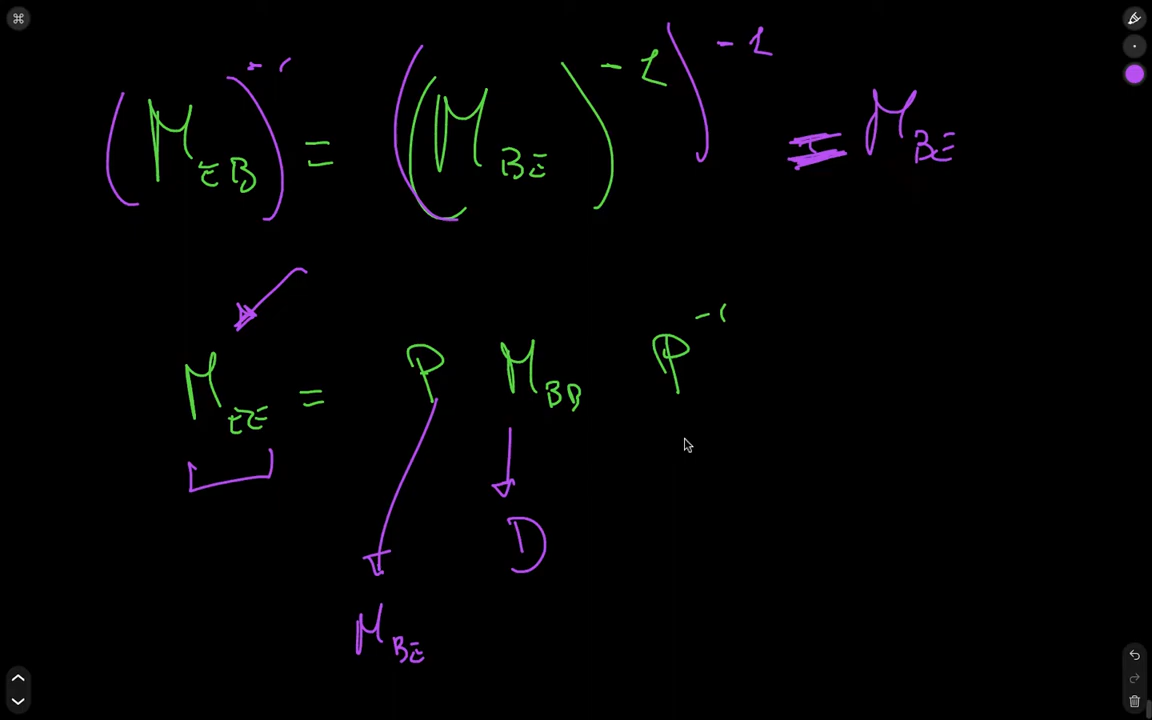 (M_EB)^-1 = ((M_BE)^-1)^-1 = M_BE
M_EE = P M_BB P^-1
D
M_BE